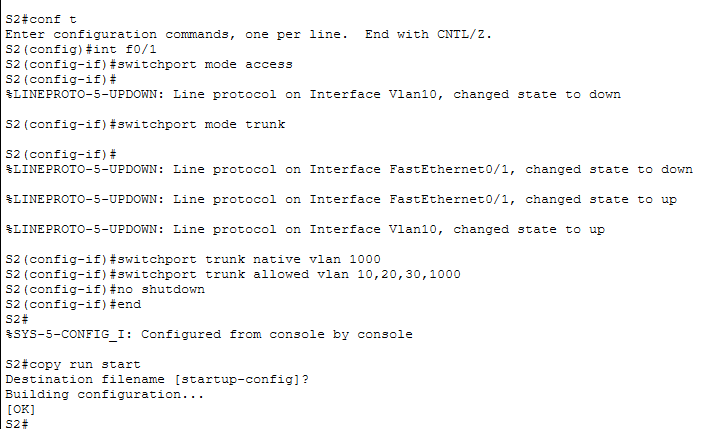 S2#conf t
Enter configuration commands, one per line.  End with CNTL/Z.
S2(config)#int f0/1
S2(config-if)#switchport mode access
S2(config-if)#
%LINEPROTO-5-UPDOWN: Line protocol on Interface Vlan10, changed state to down
S2(config-if)#switchport mode trunk
S2(config-if)#
%LINEPROTO-5-UPDOWN: Line protocol on Interface FastEthernet0/1, changed state to down
%LINEPROTO-5-UPDOWN: Line protocol on Interface FastEthernet0/1, changed state to up
%LINEPROTO-5-UPDOWN: Line protocol on Interface Vlan10, changed state to up
S2(config-if)#switchport trunk native vlan 1000
S2(config-if)#switchport trunk allowed vlan 10,20,30,1000
S2(config-if)#no shutdown
S2(config-if)#end
S2#
%SYS-5-CONFIG_I: Configured from console by console
S2#copy run start
Destination filename [startup-config]?
Building configuration...
[OK]
S2#